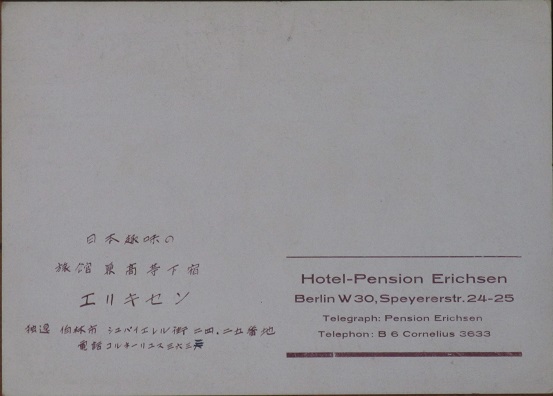 日本趣味の
旅館兼高等下宿
エリキセン
独逸 伯林市 シュパイエレル街 二四.二五番地
電話コルネーリユス三六三三
Hotel-Pension Erichsen
Berlin W 30, Speyererstr. 24-25
Telegraph: Pension Erichsen
Telephon: B 6 Cornelius 3633